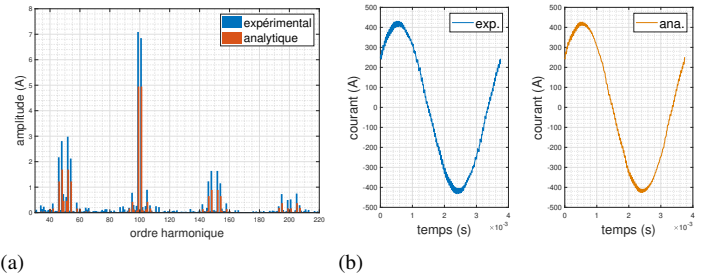 expérimental
analytique
8
7
6
5
4
3
2
1
0
amplitude (A)
40 60 80 100 120 140 160 180 200 220
ordre harmonique
(a)
exp.
500
400
300
200
100
0
-100
-200
-300
-400
-500
courant (A)
0 1 2 3 4
×10⁻³
temps (s)
ana.
500
400
300
200
100
0
-100
-200
-300
-400
-500
courant (A)
0 1 2 3 4
×10⁻³
temps (s)
(b)